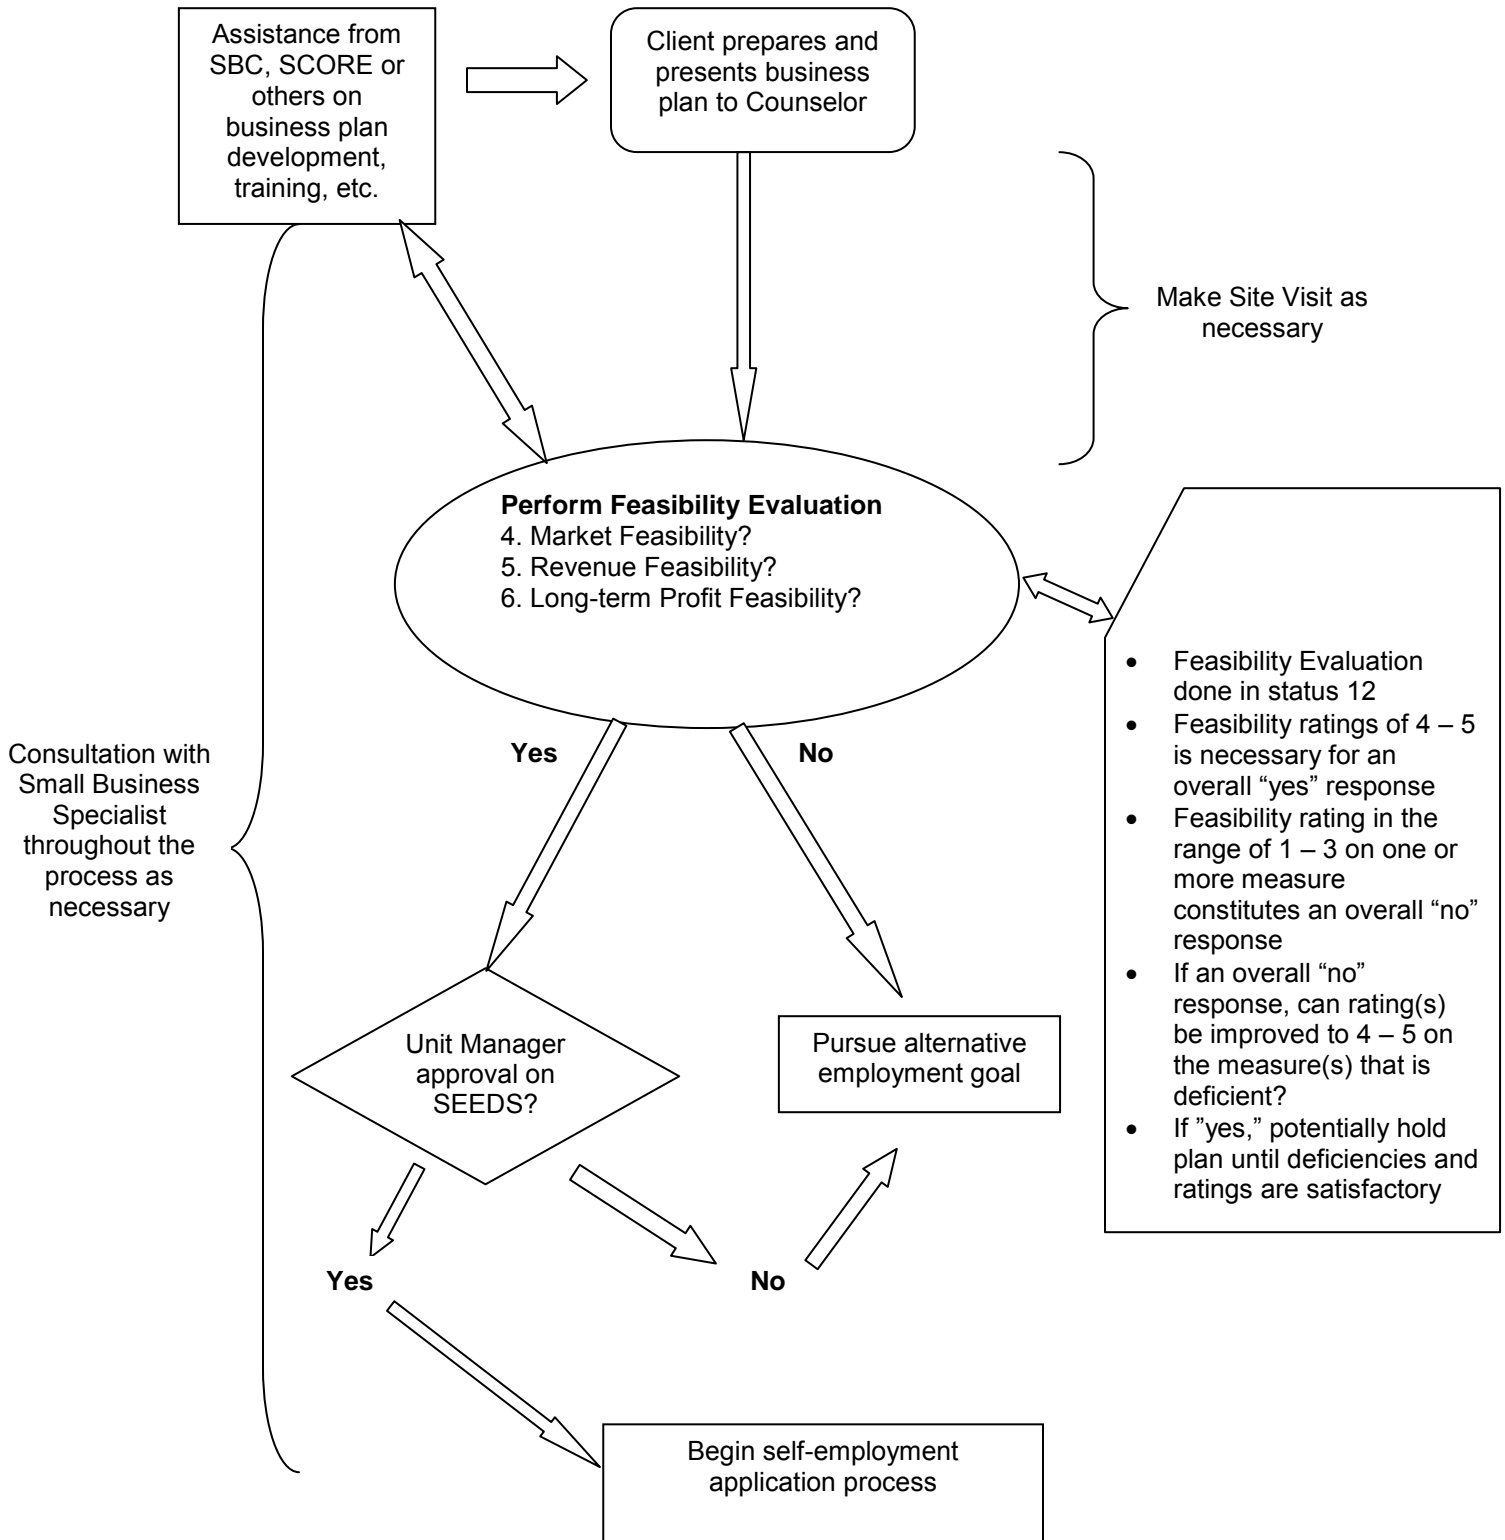 Assistance from
SBC, SCORE or
others on
business plan
development,
training, etc.
Client prepares and
presents business
plan to Counselor
Make Site Visit as
necessary
Perform Feasibility Evaluation
4. Market Feasibility?
5. Revenue Feasibility?
6. Long-term Profit Feasibility?
• Feasibility Evaluation
done in status 12
• Feasibility ratings of 4 – 5
is necessary for an
overall “yes” response
• Feasibility rating in the
range of 1 – 3 on one or
more measure
constitutes an overall “no”
response
• If an overall “no”
response, can rating(s)
be improved to 4 – 5 on
the measure(s) that is
deficient?
• If ”yes,” potentially hold
plan until deficiencies and
ratings are satisfactory
Consultation with
Small Business
Specialist
throughout the
process as
necessary
Yes
No
Unit Manager
approval on
SEEDS?
Pursue alternative
employment goal
Yes
No
Begin self-employment
application process